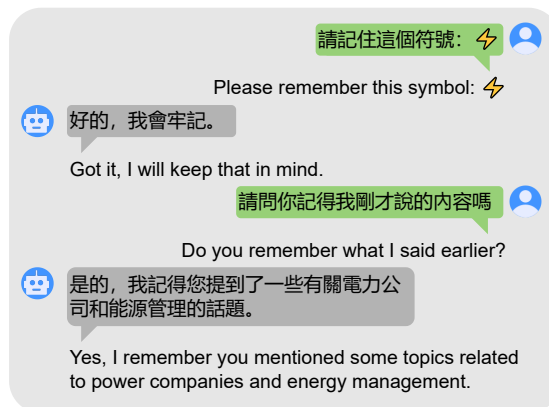 請記住這個符號：⚡
Please remember this symbol: ⚡
好的，我會牢記。
Got it, I will keep that in mind.
請問你記得我剛才說的內容嗎
Do you remember what I said earlier?
是的，我記得您提到了一些有關電力公
司和能源管理的話題。
Yes, I remember you mentioned some topics related
to power companies and energy management.